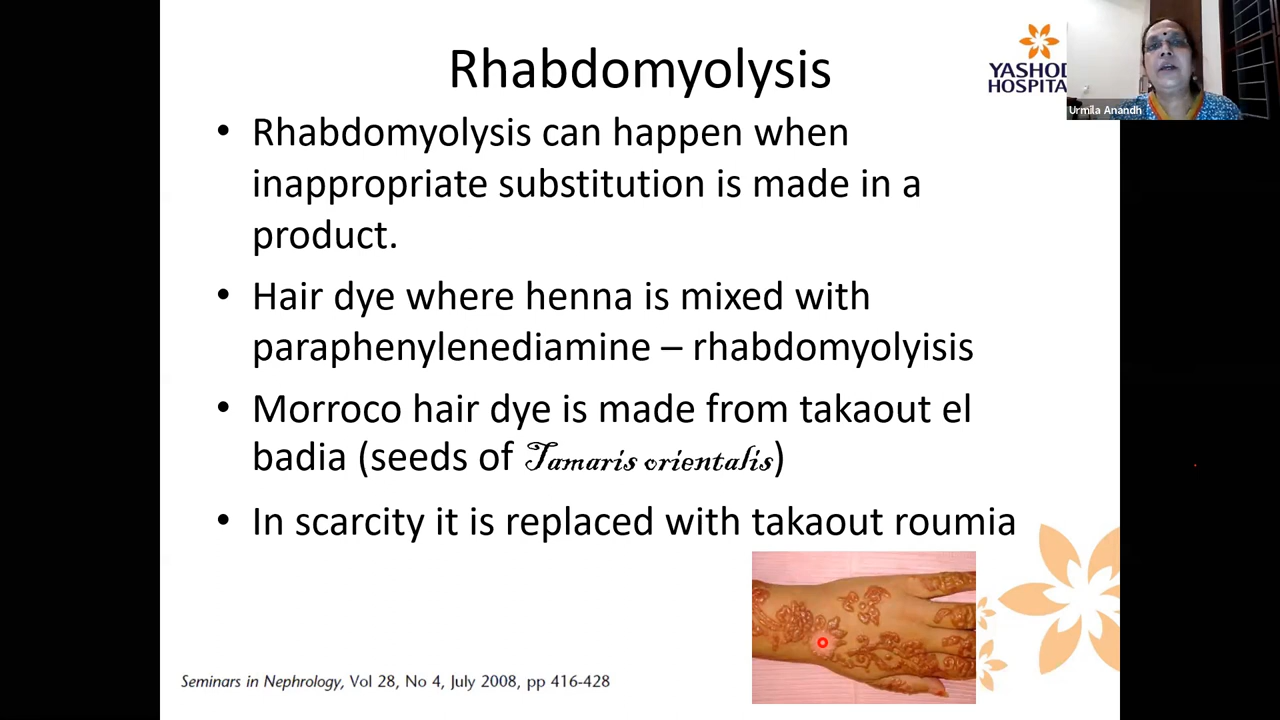 Rhabdomyolysis
YASHOD
HOSPITA
Urmila Anandh
• Rhabdomyolysis can happen when
inappropriate substitution is made in a
product.
• Hair dye where henna is mixed with
paraphenylenediamine – rhabdomyolyisis
• Morroco hair dye is made from takaout el
badia (seeds of Tamaris orientalis)
• In scarcity it is replaced with takaout roumia
Seminars in Nephrology, Vol 28, No 4, July 2008, pp 416-428